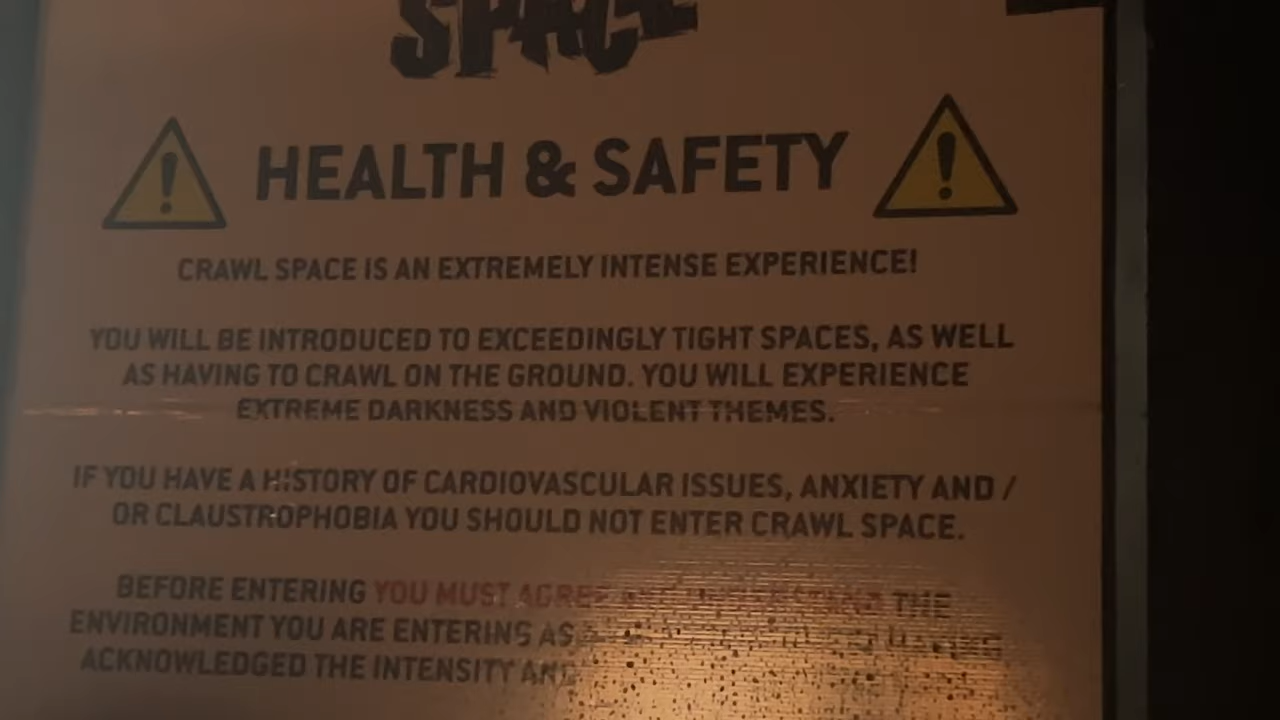 SPACE
HEALTH & SAFETY
CRAWL SPACE IS AN EXTREMELY INTENSE EXPERIENCE!
YOU WILL BE INTRODUCED TO EXCEEDINGLY TIGHT SPACES, AS WELL
AS HAVING TO CRAWL ON THE GROUND. YOU WILL EXPERIENCE
EXTREME DARKNESS AND VIOLENT THEMES.
IF YOU HAVE A HISTORY OF CARDIOVASCULAR ISSUES, ANXIETY AND /
OR CLAUSTROPHOBIA YOU SHOULD NOT ENTER CRAWL SPACE.
BEFORE ENTERING YOU MUST AGREE AND UNDERSTAND THE
ENVIRONMENT YOU ARE ENTERING AS HAVING
ACKNOWLEDGED THE INTENSITY AND